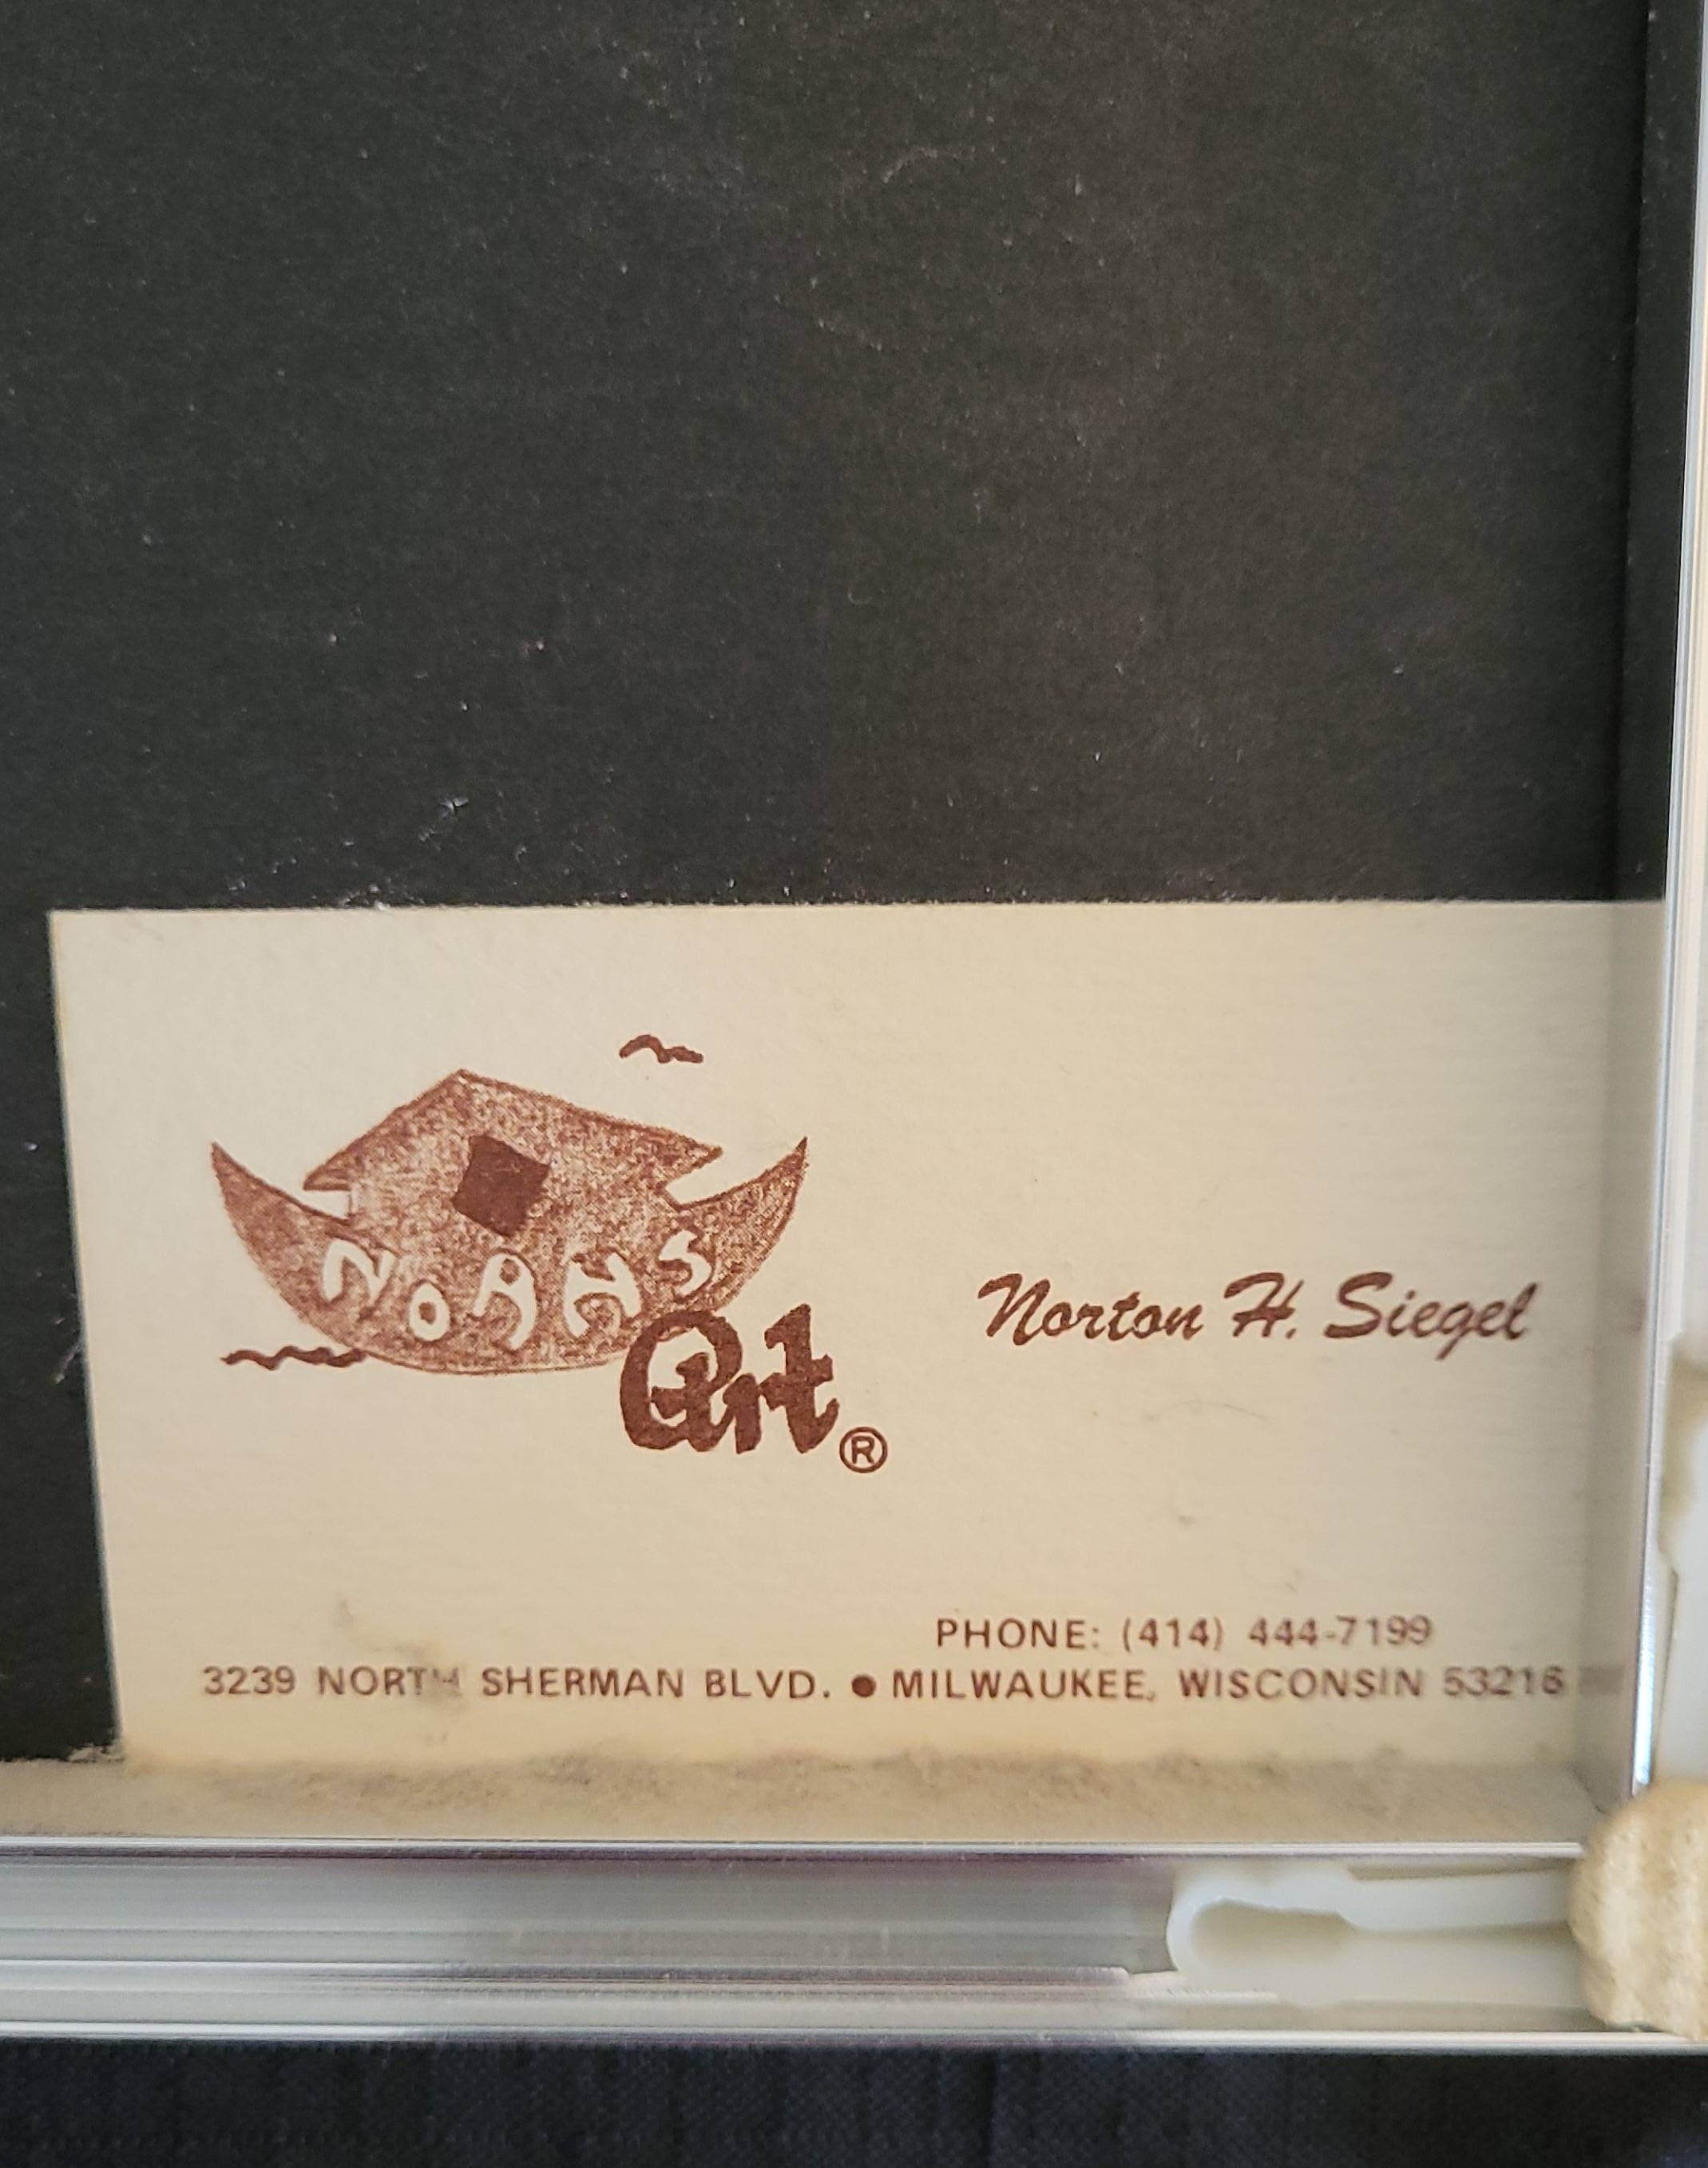 NOAHS
Art ®
Norton H. Siegel
PHONE: (414) 444-7199
3239 NORTH SHERMAN BLVD. ● MILWAUKEE, WISCONSIN 53216